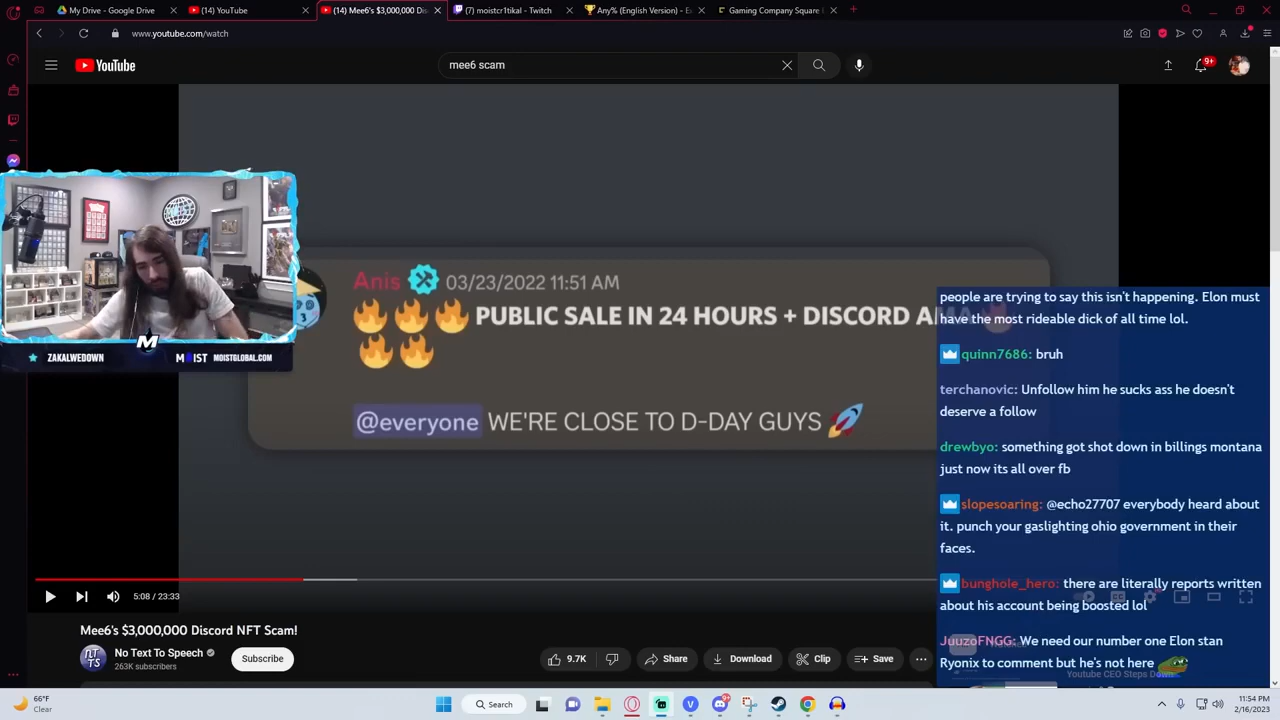 My Drive - Google Drive
(14) YouTube
(14) Mee6's $3,000,000 Dis
moistcr1tikal - Twitch
Any% (English Version) - E
Gaming Company Square
www.youtube.com/watch
YouTube
mee6 scam
9+
Anis 03/23/2022 11:51 AM
🔥🔥🔥 PUBLIC SALE IN 24 HOURS + DISCORD A
🔥🔥
@everyone WE'RE CLOSE TO D-DAY GUYS 🚀
M
ZAKALWEDOWN
MOIST MOISTGLOBAL.COM
people are trying to say this isn't happening. Elon must
have the most rideable dick of all time lol.
quinn7686: bruh
terchanovic: Unfollow him he sucks ass he doesn't
deserve a follow
drewbyo: something got shot down in billings montana
just now its all over fb
slopesoaring: @echo27707 everybody heard about
it. punch your gaslighting ohio government in their
faces.
bunghole_hero: there are literally reports written
about his account being boosted lol
JuuzoFNGG: We need our number one Elon stan
Ryonix to comment but he's not here
5:08 / 23:33
Mee6's $3,000,000 Discord NFT Scam!
No Text To Speech
263K subscribers
Subscribe
9.7K
Share
Download
Clip
Save
Youtube CEO Steps Down
66°F
Clear
Search
9+
11:54 PM
2/16/2023